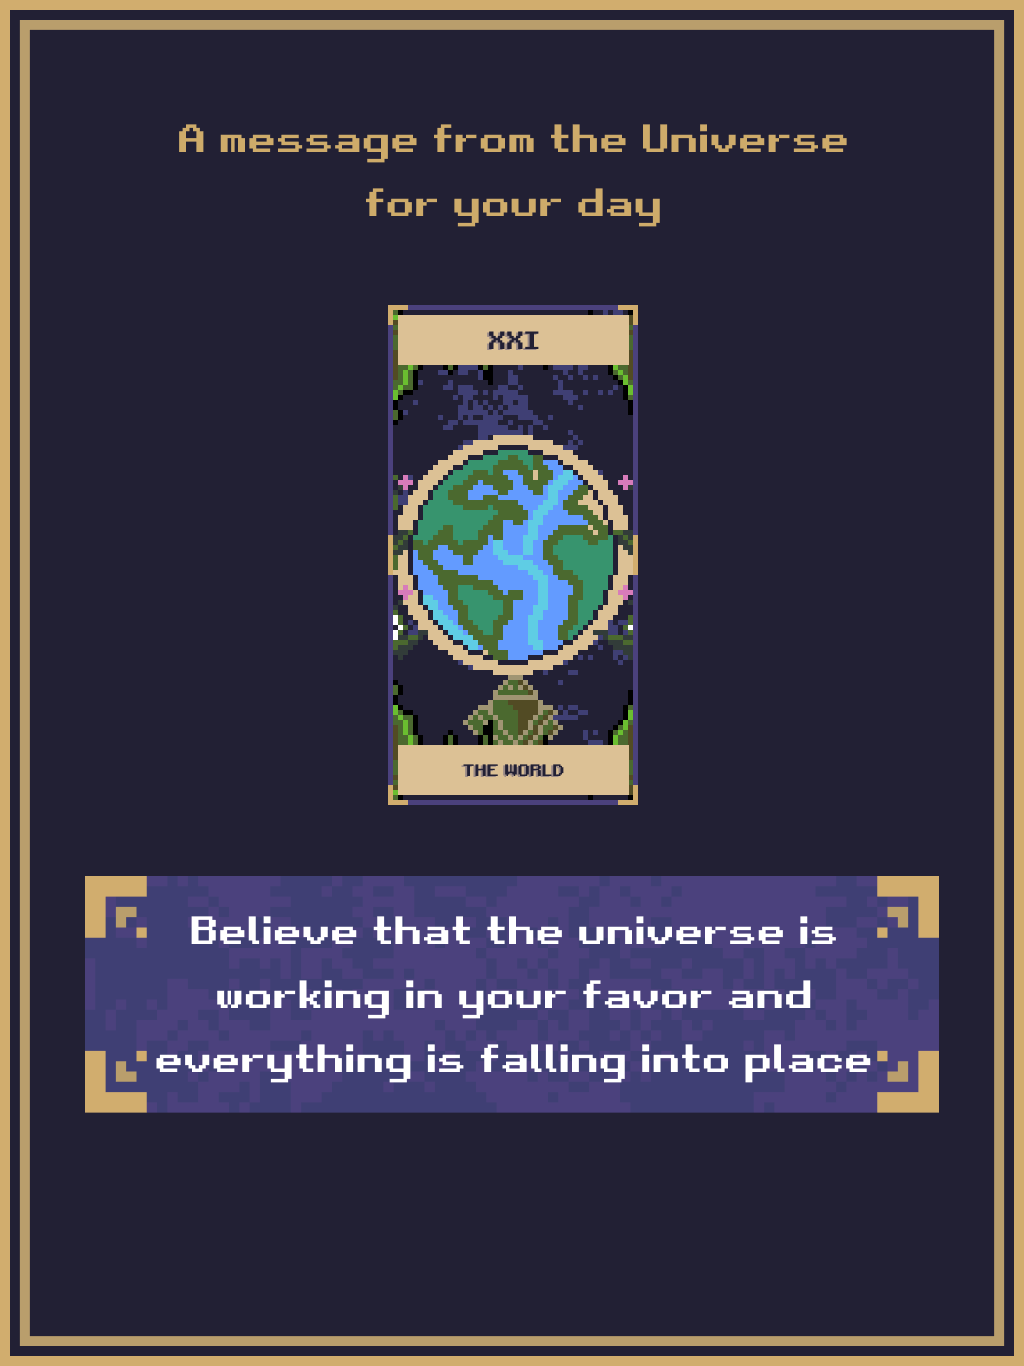 A message from the Universe
for your day
XXI
THE WORLD
Believe that the universe is
working in your favor and
everything is falling into place